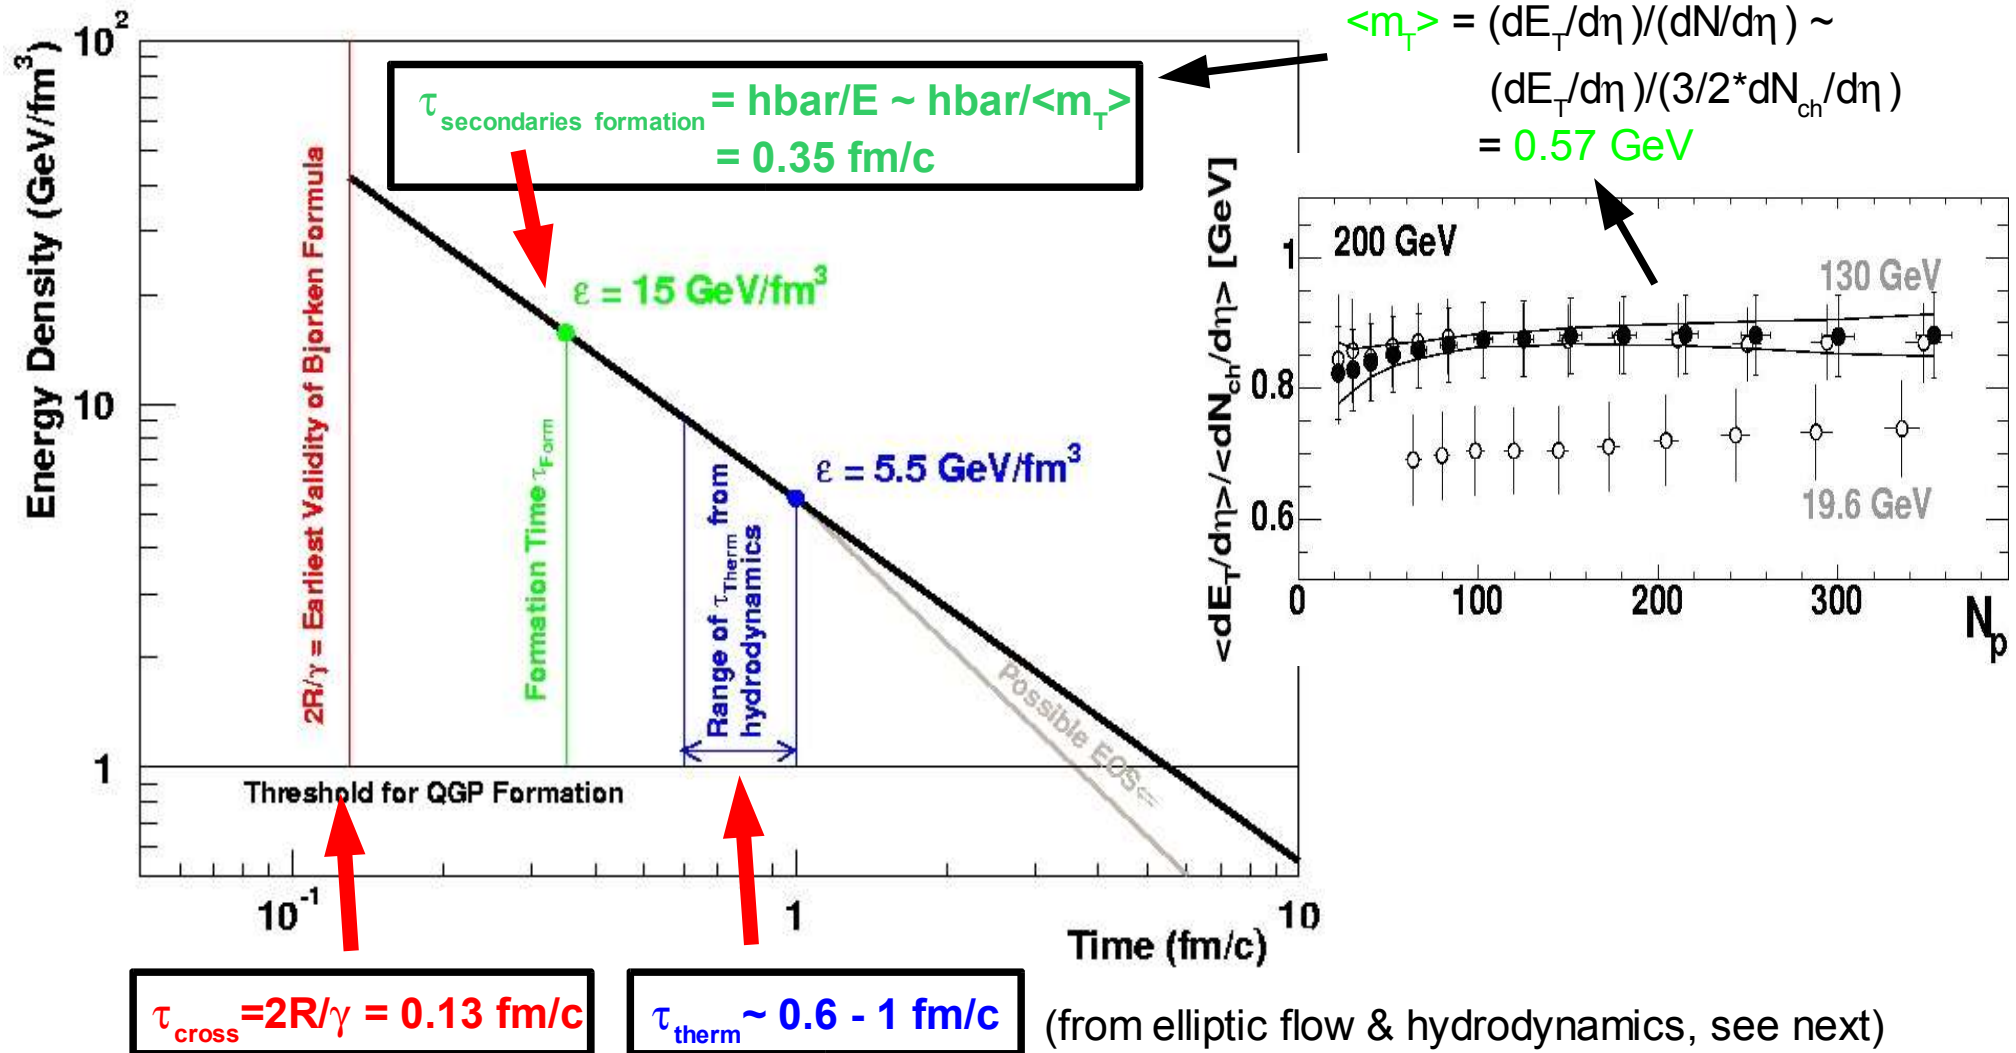 <m_T> = (dE_T/dη)/(dN/dη) ~
(dE_T/dη)/(3/2*dN_ch/dη)
= 0.57 GeV
τ_secondaries formation = hbar/E ~ hbar/<m_T>
= 0.35 fm/c
Energy Density (GeV/fm^3)
10^2
10
1
2R/γ = Earliest Validity of Bjorken Formula
ε = 15 GeV/fm^3
Formation Time τ_Form
Range of τ_Therm from
hydrodynamics
ε = 5.5 GeV/fm^3
Possible EOS⇐
Threshold for QGP Formation
10^-1
1
10
Time (fm/c)
<dE_T/dη>/<dN_ch/dη> [GeV]
1
0.8
0.6
200 GeV
130 GeV
19.6 GeV
0
100
200
300
N_p
τ_cross=2R/γ = 0.13 fm/c
τ_therm~ 0.6 - 1 fm/c
(from elliptic flow & hydrodynamics, see next)